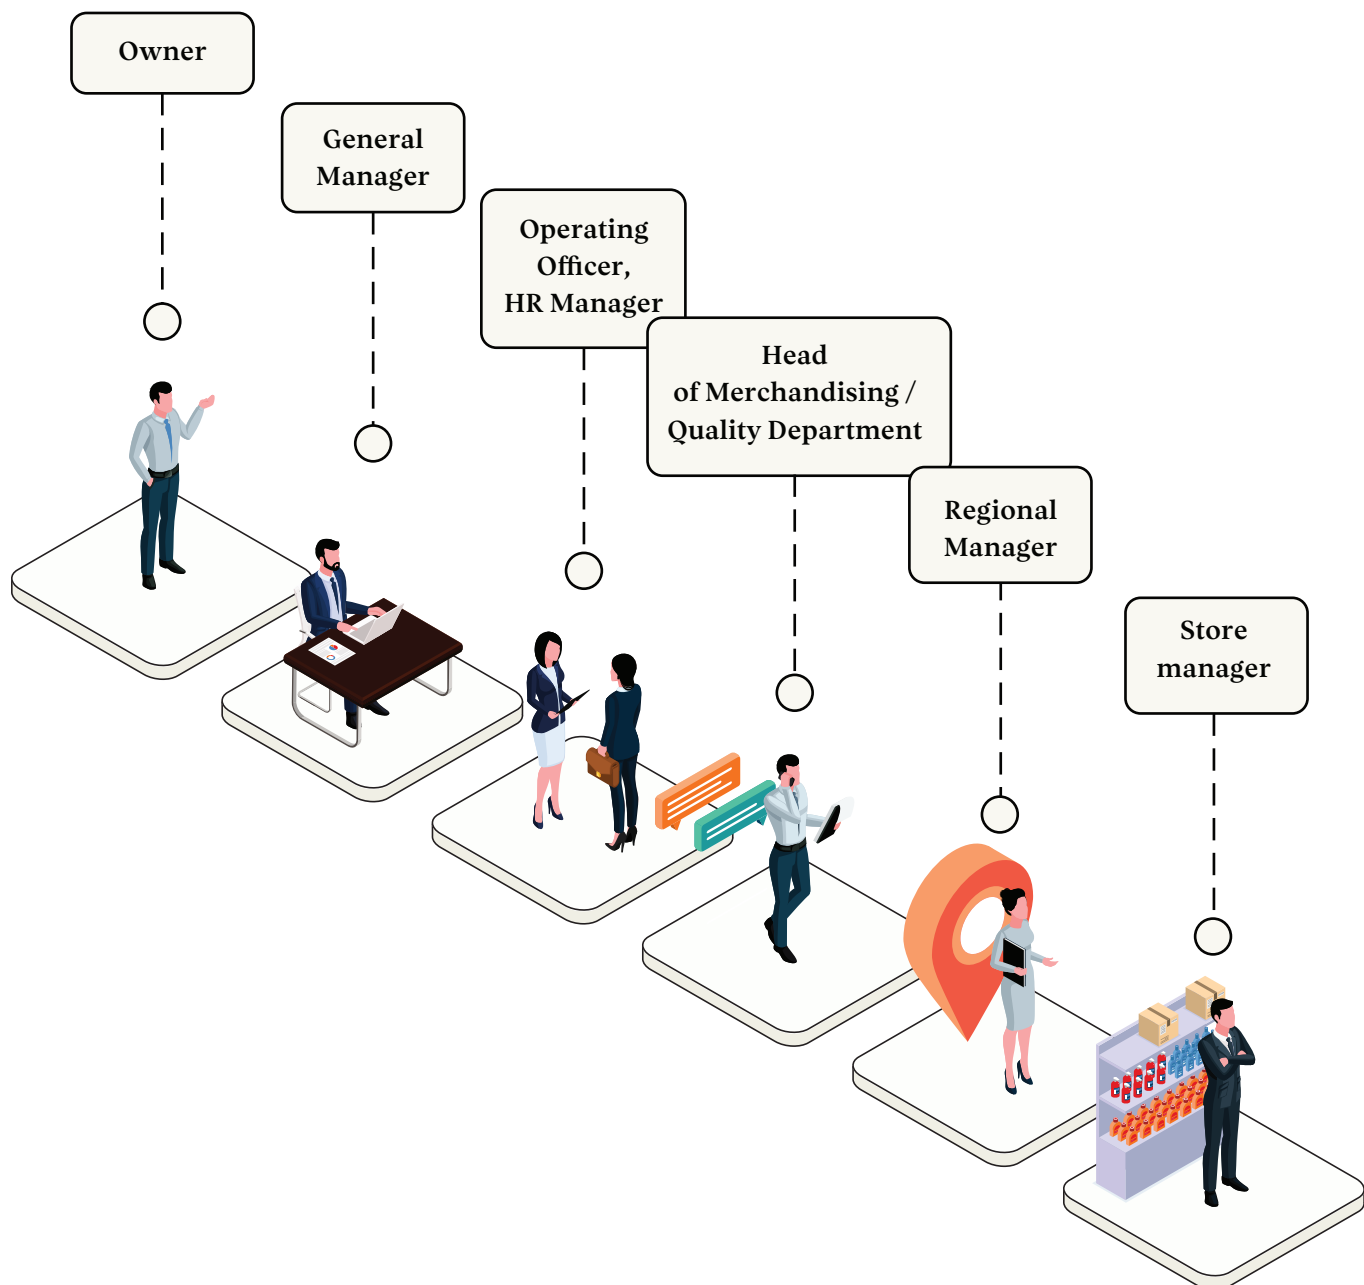 Owner
General
Manager
Operating
Officer,
HR Manager
Head
of Merchandising /
Quality Department
Regional
Manager
Store
manager